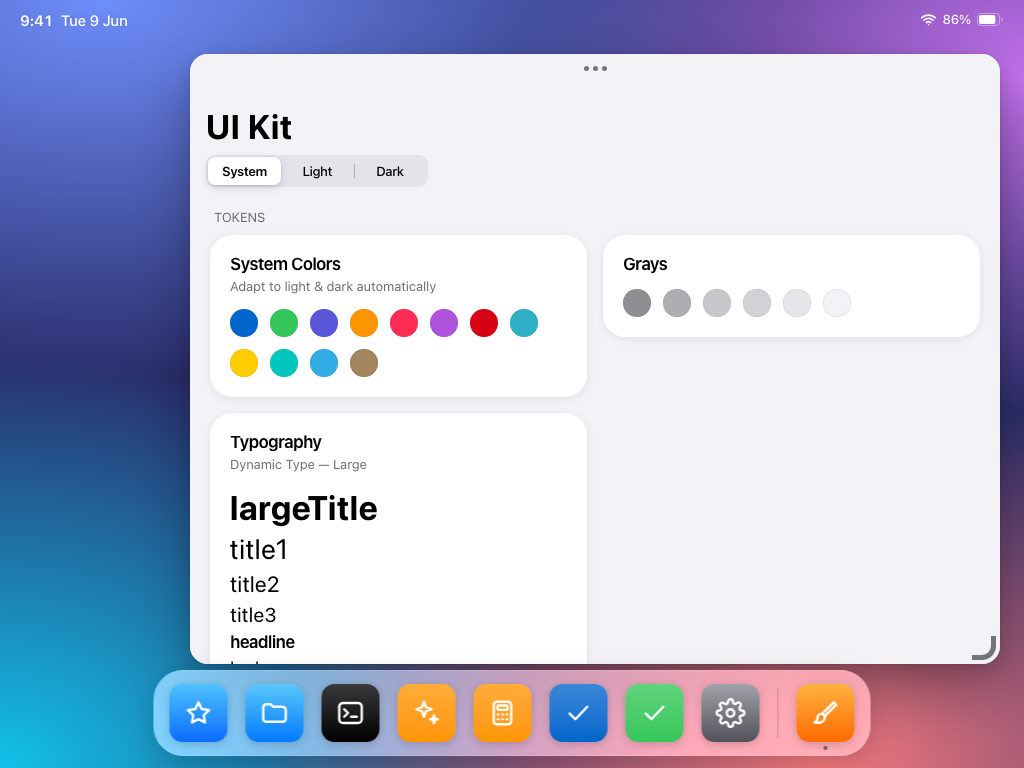 9:41 Tue 9 Jun
86%
UI Kit
System Light Dark
TOKENS
System Colors
Adapt to light & dark automatically
Grays
Typography
Dynamic Type — Large
largeTitle
title1
title2
title3
headline